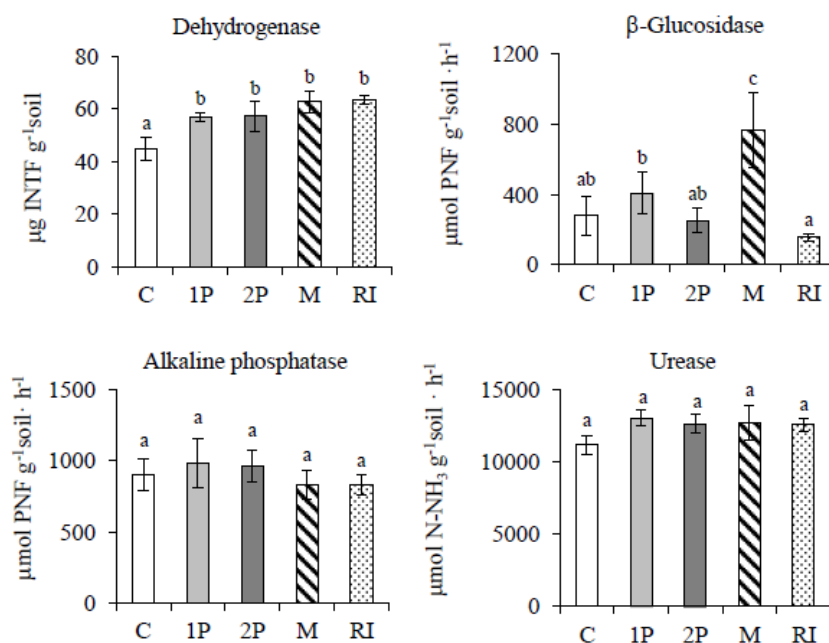 Dehydrogenase
µg INTF g⁻¹soil
80
60
40
20
0
a
b
b
b
b
C 1P 2P M RI
β-Glucosidase
µmol PNF g⁻¹soil · h⁻¹
1200
800
400
0
ab
b
ab
c
a
C 1P 2P M RI
Alkaline phosphatase
µmol PNF g⁻¹soil· h⁻¹
1500
1000
500
0
a
a
a
a
a
C 1P 2P M RI
Urease
µmol N-NH₃ g⁻¹soil · h⁻¹
15000
10000
5000
0
a
a
a
a
a
C 1P 2P M RI